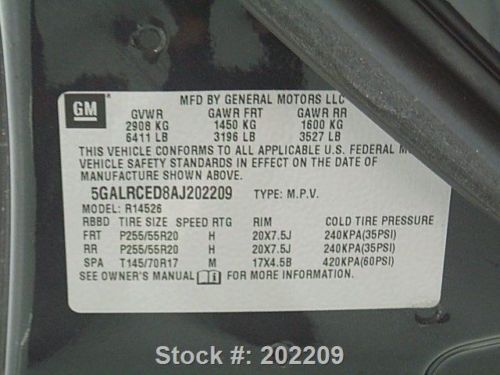 GM
MFD BY GENERAL MOTORS LLC
GVWR GAWR FRT GAWR RR
2908 KG 1450 KG 1600 KG
6411 LB 3196 LB 3527 LB
THIS VEHICLE CONFORMS TO ALL APPLICABLE U.S. FEDERAL MO
VEHICLE SAFETY STANDARDS IN EFFECT ON THE DATE OF
MANUFACTURE SHOWN ABOVE.
5GALRCED8AJ202209 TYPE: M.P.V.
MODEL: R14526
RBBD TIRE SIZE SPEED RTG RIM COLD TIRE PRESSURE
FRT P255/55R20 H 20X7.5J 240KPA(35PSI)
RR P255/55R20 H 20X7.5J 240KPA(35PSI)
SPA T145/70R17 M 17X4.5B 420KPA(60PSI)
SEE OWNER'S MANUAL FOR MORE INFORMATION.
Stock #: 202209